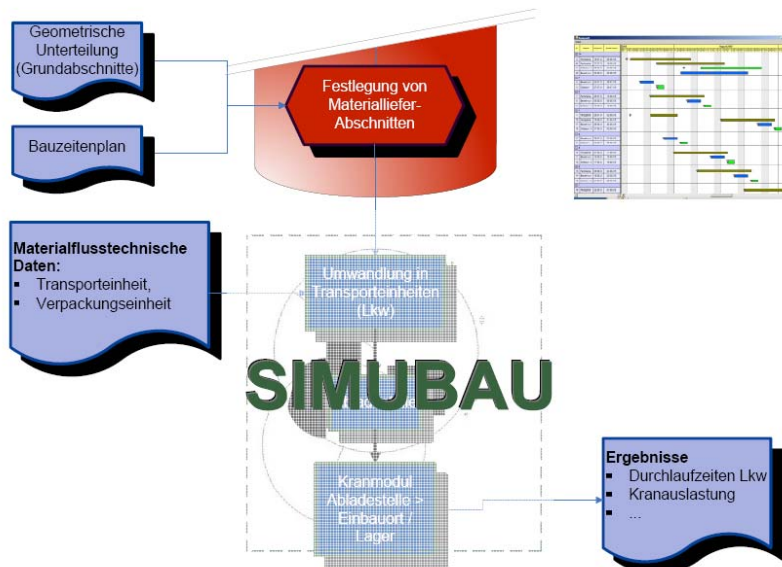 Geometrische
Unterteilung
(Grundabschnitte)
Festlegung von
Materialliefer-
Abschnitten
Bauzeitenplan
Materialflusstechnische
Daten:
▪ Transporteinheit,
▪ Verpackungseinheit
Umwandlung in
Transporteinheiten
(Lkw)
SIMUBAU
Kranmodul
Abladestelle >
Einbauort /
Lager
Ergebnisse
▪ Durchlaufzeiten Lkw
▪ Kranauslastung
▪ ...